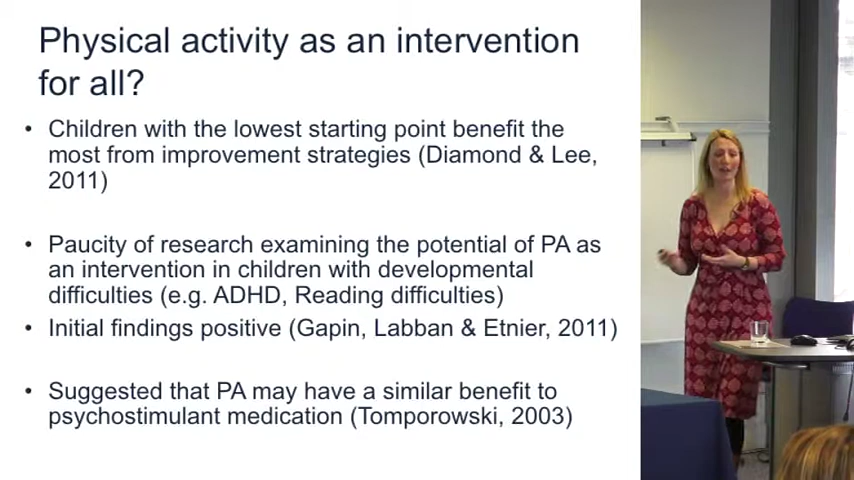 Physical activity as an intervention
for all?
• Children with the lowest starting point benefit the
most from improvement strategies (Diamond & Lee,
2011)
• Paucity of research examining the potential of PA as
an intervention in children with developmental
difficulties (e.g. ADHD, Reading difficulties)
• Initial findings positive (Gapin, Labban & Etnier, 2011)
• Suggested that PA may have a similar benefit to
psychostimulant medication (Tomporowski, 2003)